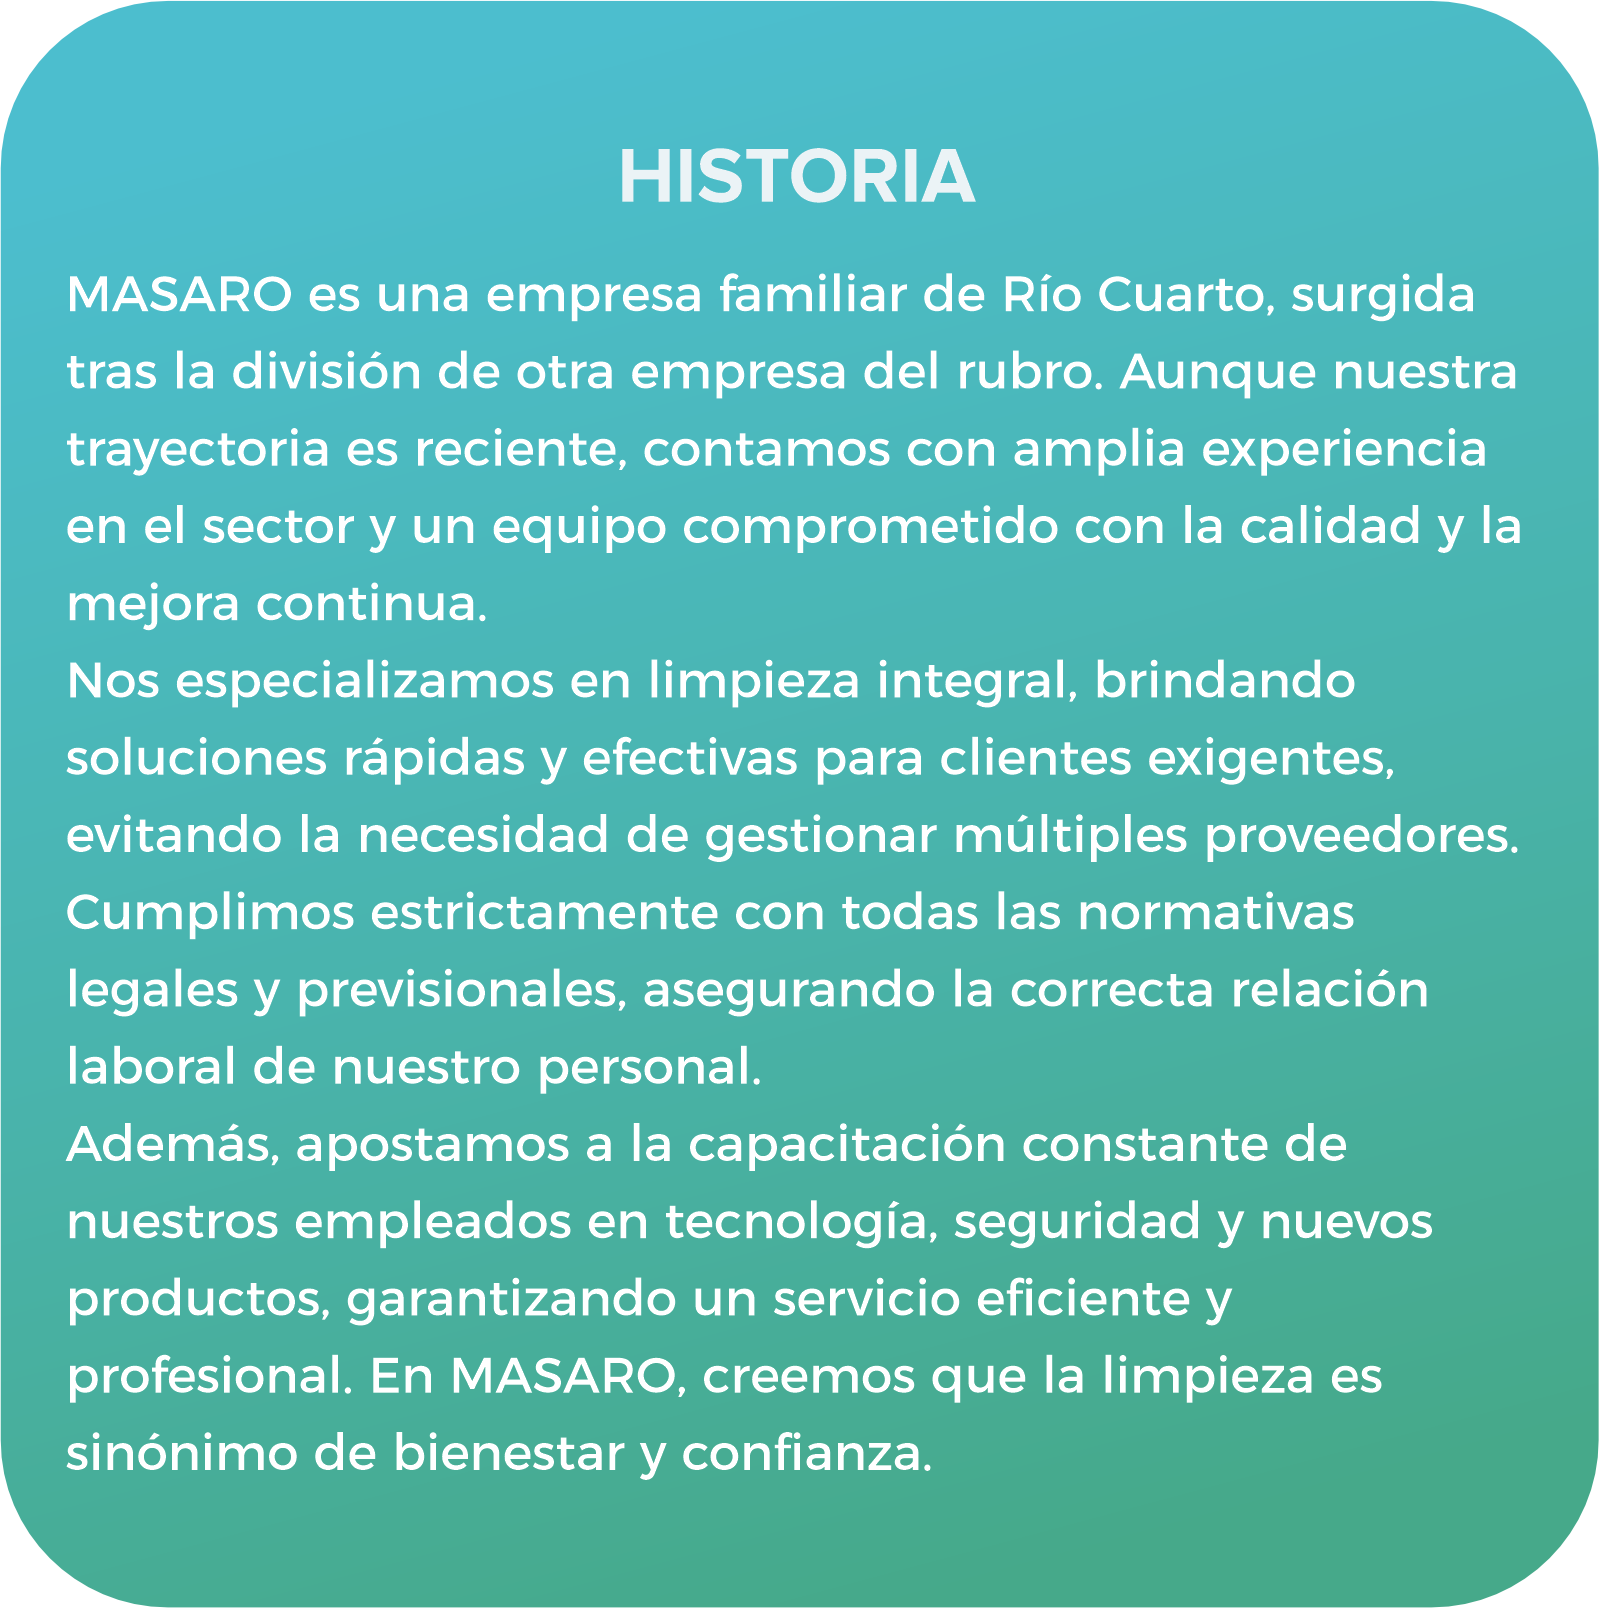 HISTORIA
MASARO es una empresa familiar de Río Cuarto, surgida
tras la división de otra empresa del rubro. Aunque nuestra
trayectoria es reciente, contamos con amplia experiencia
en el sector y un equipo comprometido con la calidad y la
mejora continua.
Nos especializamos en limpieza integral, brindando
soluciones rápidas y efectivas para clientes exigentes,
evitando la necesidad de gestionar múltiples proveedores.
Cumplimos estrictamente con todas las normativas
legales y previsionales, asegurando la correcta relación
laboral de nuestro personal.
Además, apostamos a la capacitación constante de
nuestros empleados en tecnología, seguridad y nuevos
productos, garantizando un servicio eficiente y
profesional. En MASARO, creemos que la limpieza es
sinónimo de bienestar y confianza.